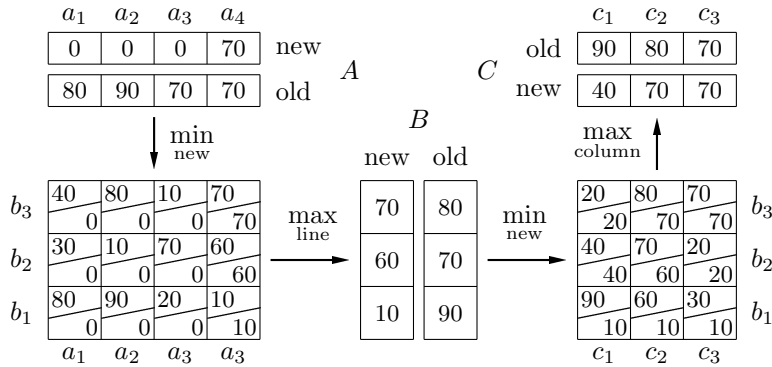 a1 a2 a3 a4 c1 c2 c3
0 0 0 70 new old 90 80 70
A C
80 90 70 70 old new 40 70 70
B
min max
new column
new old
40 80 10 70 20 80 70
b3 70 80 b3
0 0 0 70 20 70 70
max min
line new
30 10 70 60 40 70 20
b2 60 70 b2
0 0 0 60 40 60 20
80 90 20 10 90 60 30
b1 10 90 b1
0 0 0 10 10 10 10
a1 a2 a3 a3 c1 c2 c3